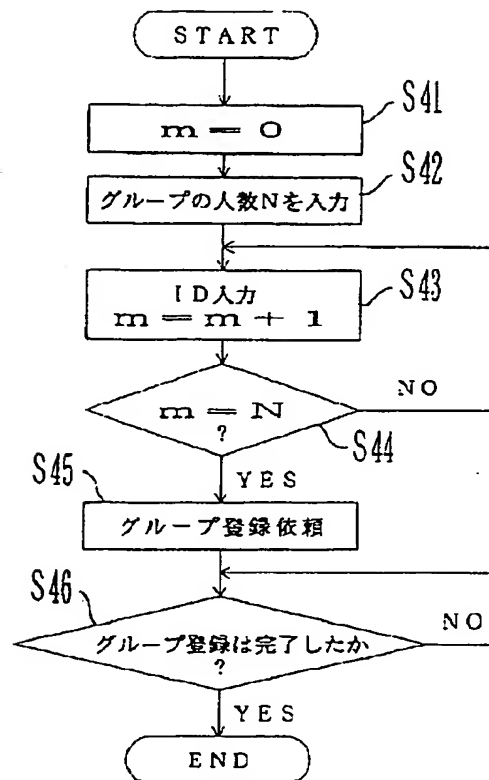 START
S41
m = 0
S42
グループの人数Nを入力
S43
ID入力
m = m + 1
m = N
?
NO
S44
YES
S45
グループ登録依頼
S46
グループ登録は完了したか
?
NO
YES
END